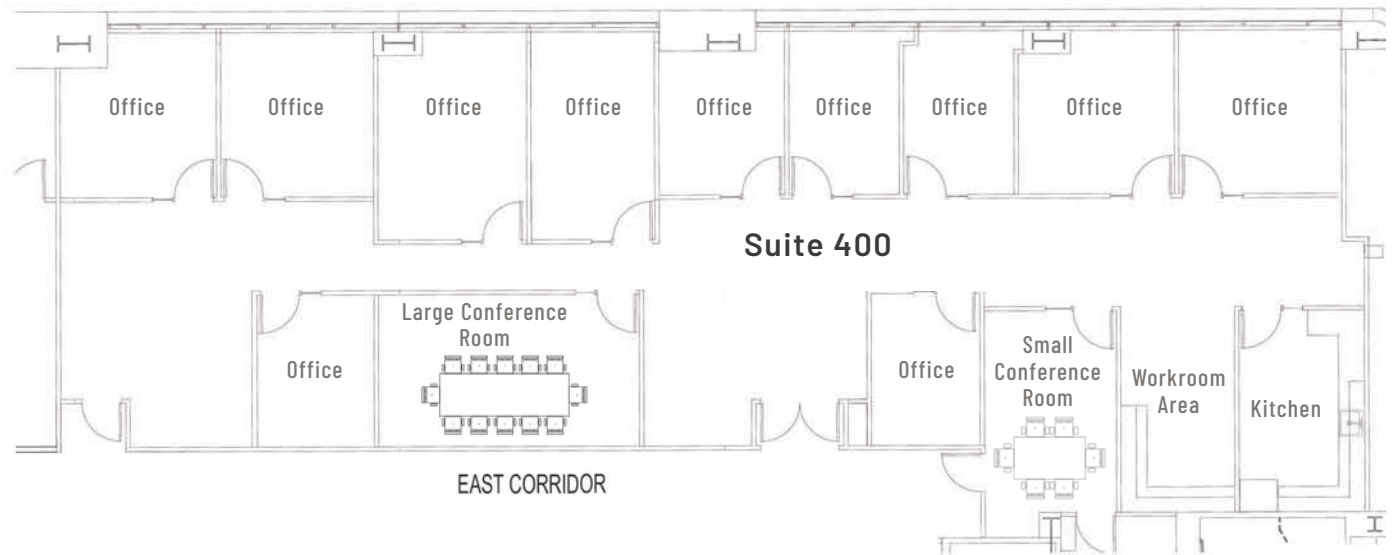 Office
Office
Office
Office
Office
Office
Office
Office
Office
Suite 400
Large Conference
Room
Office
Office
Small
Conference
Room
Workroom
Area
Kitchen
EAST CORRIDOR